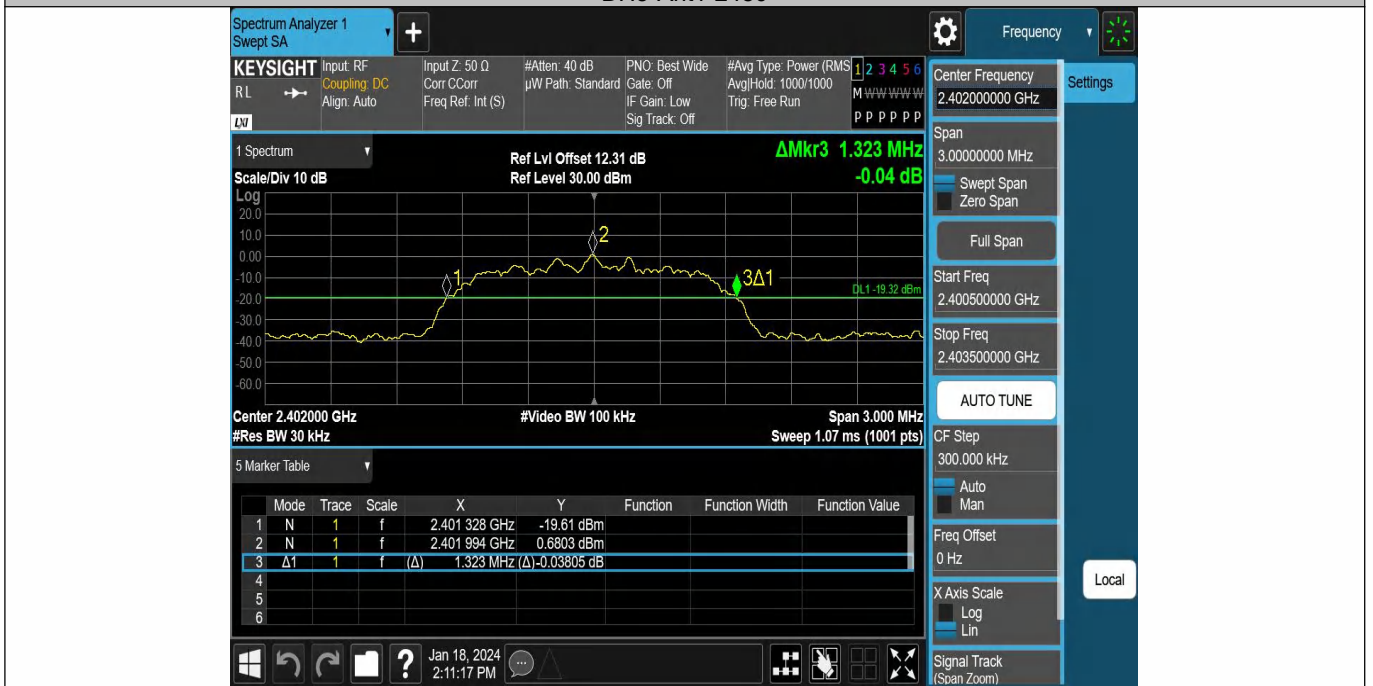 Spectrum Analyzer 1
Swept SA
+
Frequency
KEYSIGHT
RL
LXI
Input: RF
Coupling: DC
Align: Auto
Input Z: 50 Ω
Corr CCorr
Freq Ref: Int (S)
#Atten: 40 dB
µW Path: Standard
PNO: Best Wide
Gate: Off
IF Gain: Low
Sig Track: Off
#Avg Type: Power (RMS
Avg|Hold: 1000/1000
Trig: Free Run
1 2 3 4 5 6
M W W W W W
P P P P P P
1 Spectrum
Scale/Div 10 dB
Ref Lvl Offset 12.31 dB
Ref Level 30.00 dBm
ΔMkr3 1.323 MHz
-0.04 dB
Log
20.0
10.0
0.00
-10.0
-20.0
-30.0
-40.0
-50.0
-60.0
1
2
3Δ1
DL1 -19.32 dBm
Center 2.402000 GHz
#Video BW 100 kHz
Span 3.000 MHz
#Res BW 30 kHz
Sweep 1.07 ms (1001 pts)
5 Marker Table
Mode Trace Scale X Y Function Function Width Function Value
1 N 1 f 2.401 328 GHz -19.61 dBm
2 N 1 f 2.401 994 GHz 0.6803 dBm
3 Δ1 1 f (Δ) 1.323 MHz (Δ) -0.03805 dB
4
5
6
Jan 18, 2024
2:11:17 PM
?
Center Frequency
2.402000000 GHz
Settings
Span
3.00000000 MHz
Swept Span
Zero Span
Full Span
Start Freq
2.400500000 GHz
Stop Freq
2.403500000 GHz
AUTO TUNE
CF Step
300.000 kHz
Auto
Man
Freq Offset
0 Hz
X Axis Scale
Log
Lin
Local
Signal Track
(Span Zoom)